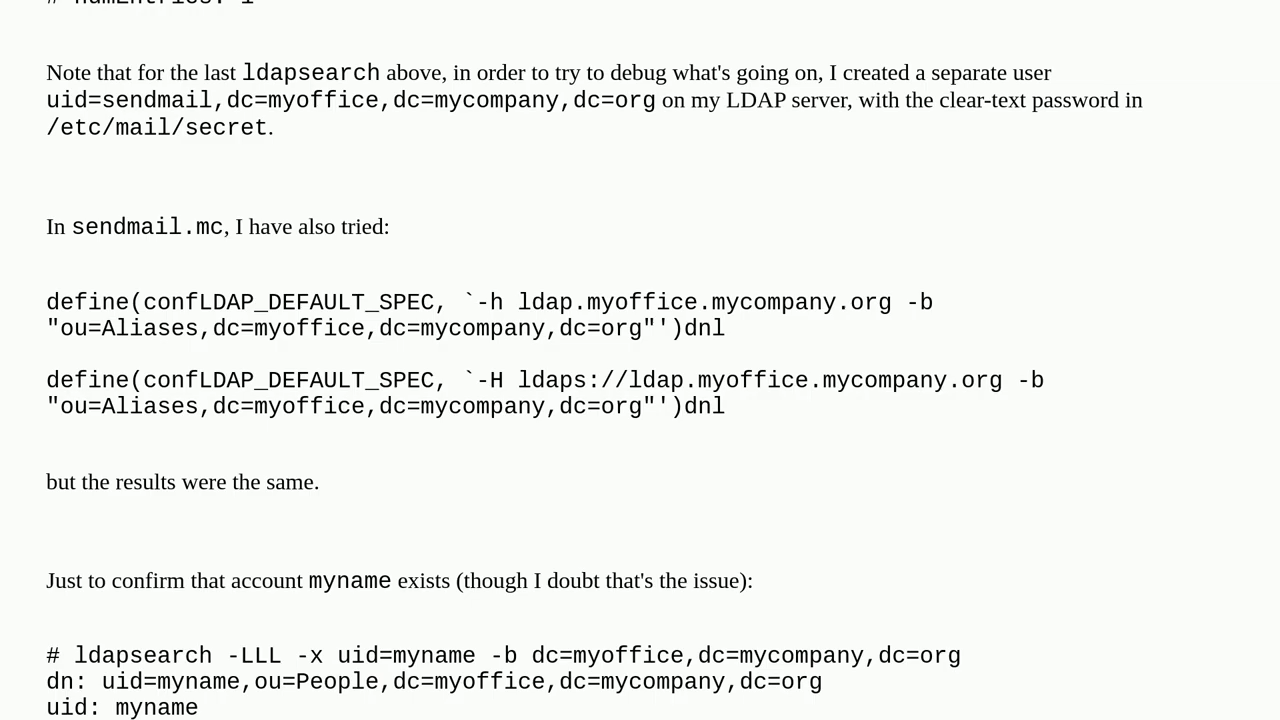 # numEntries: 1
Note that for the last ldapsearch above, in order to try to debug what's going on, I created a separate user
uid=sendmail,dc=myoffice,dc=mycompany,dc=org on my LDAP server, with the clear-text password in
/etc/mail/secret.
In sendmail.mc, I have also tried:
define(confLDAP_DEFAULT_SPEC, `-h ldap.myoffice.mycompany.org -b
"ou=Aliases,dc=myoffice,dc=mycompany,dc=org"')dnl
define(confLDAP_DEFAULT_SPEC, `-H ldaps://ldap.myoffice.mycompany.org -b
"ou=Aliases,dc=myoffice,dc=mycompany,dc=org"')dnl
but the results were the same.
Just to confirm that account myname exists (though I doubt that's the issue):
# ldapsearch -LLL -x uid=myname -b dc=myoffice,dc=mycompany,dc=org
dn: uid=myname,ou=People,dc=myoffice,dc=mycompany,dc=org
uid: myname